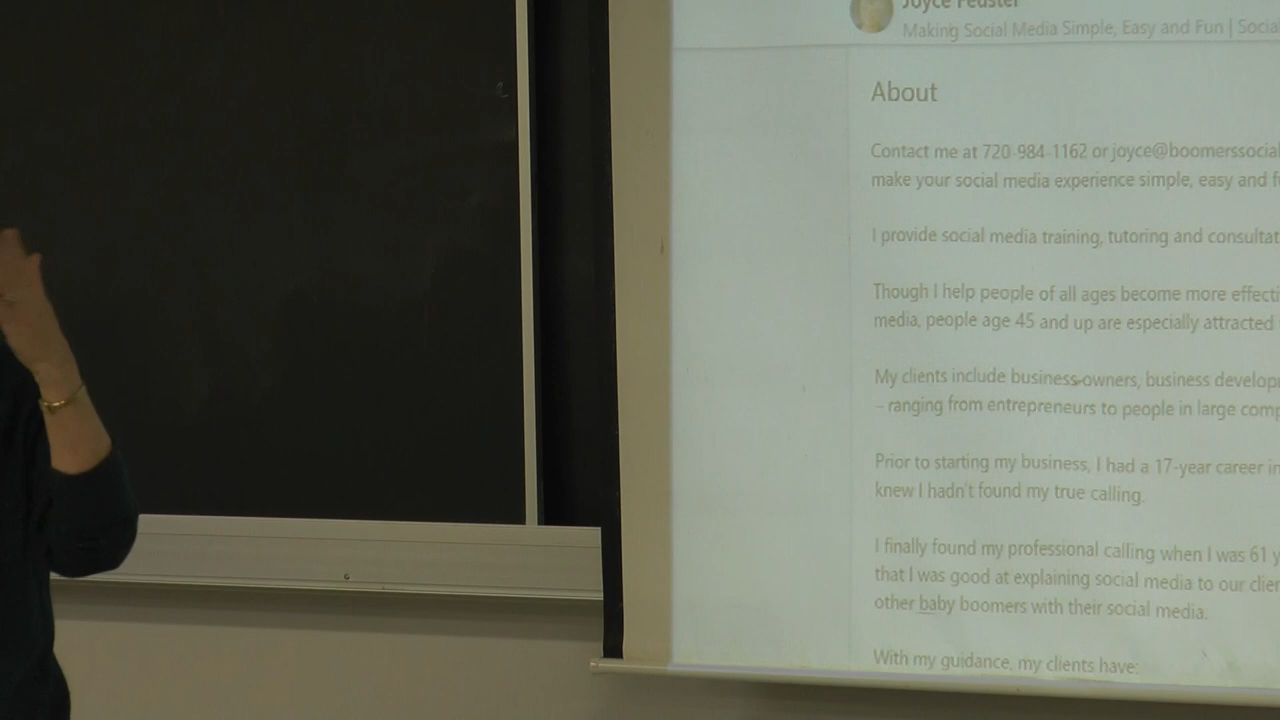 Joyce Feuster
Making Social Media Simple, Easy and Fun | Socia
About
Contact me at 720-984-1162 or joyce@boomerssocial
make your social media experience simple, easy and f
I provide social media training, tutoring and consultat
Though I help people of all ages become more effecti
media, people age 45 and up are especially attracted
My clients include business owners, business develop
– ranging from entrepreneurs to people in large comp
Prior to starting my business, I had a 17-year career in
knew I hadn't found my true calling.
I finally found my professional calling when I was 61 y
that I was good at explaining social media to our clien
other baby boomers with their social media.
With my guidance, my clients have: